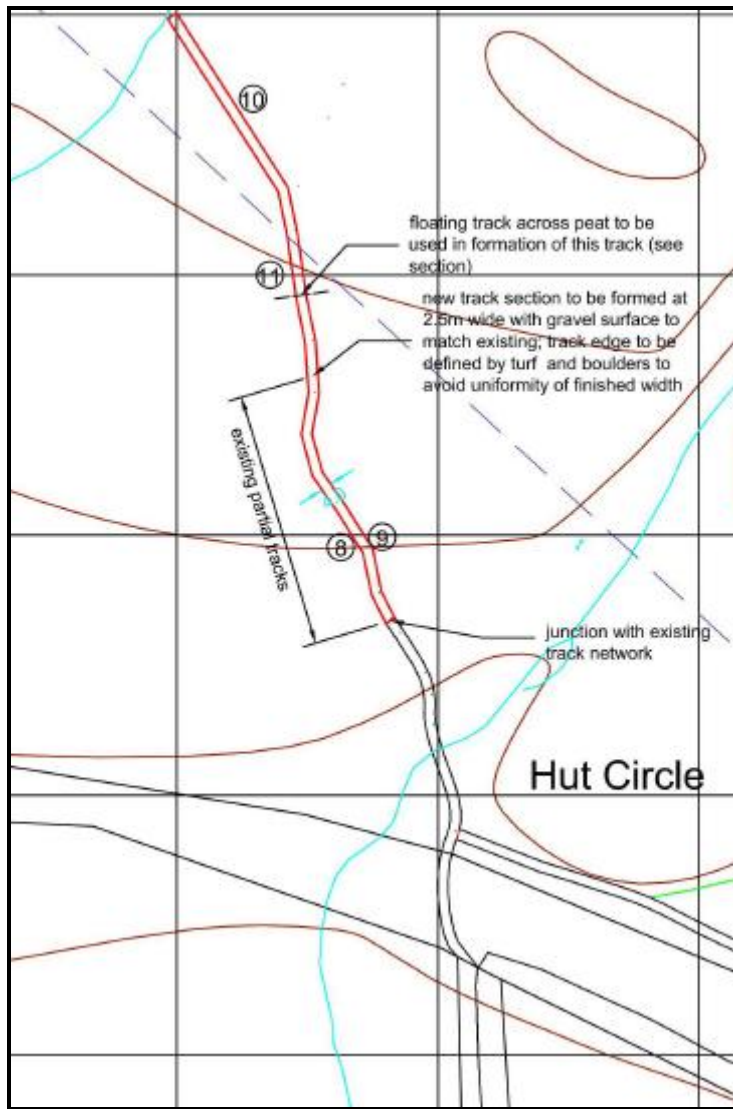 10
floating track across peat to be
used in formation of this track (see
section)
11
new track section to be formed at
2.5m wide with gravel surface to
match existing; track edge to be
defined by turf and boulders to
avoid uniformity of finished width
existing partial tracks
8
9
junction with existing
track network
Hut Circle